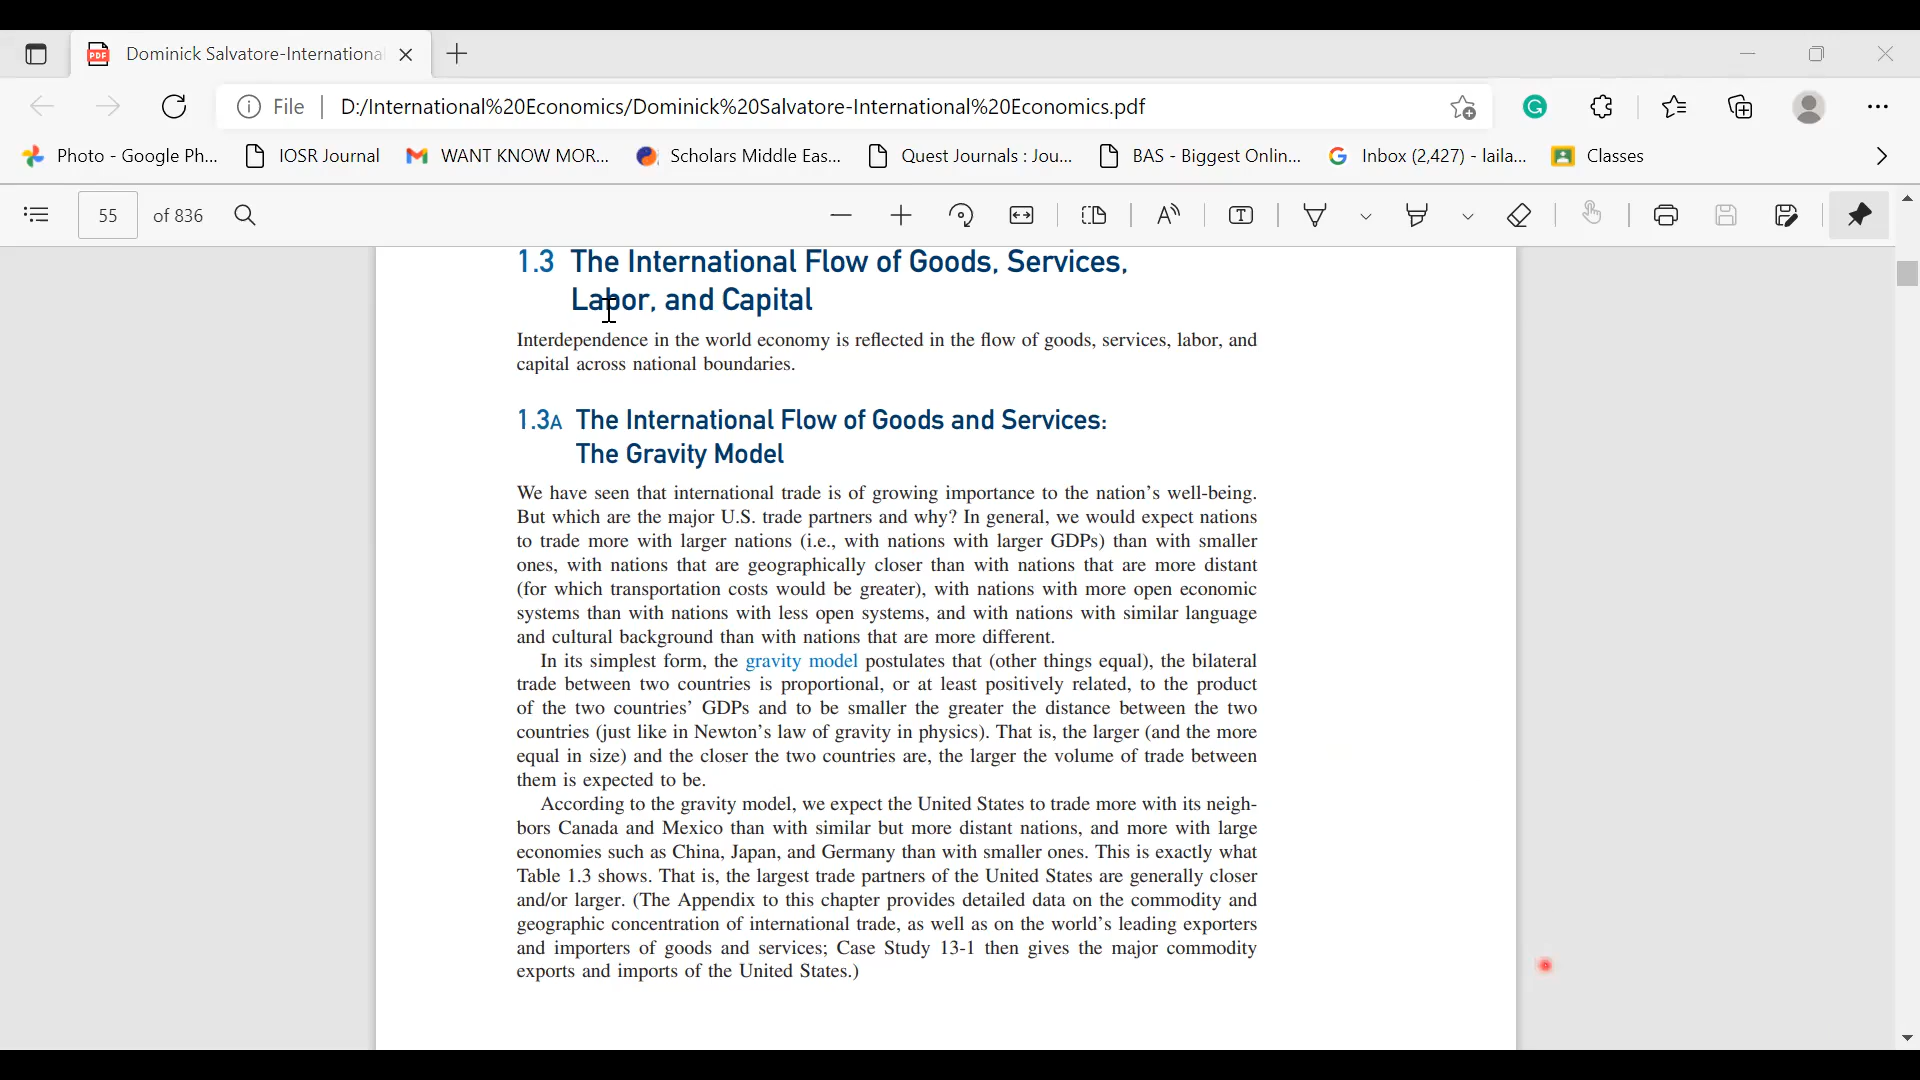 Dominick Salvatore-Internationa
File D:/International%20Economics/Dominick%20Salvatore-International%20Economics.pdf
Photo - Google Ph... IOSR Journal WANT KNOW MOR... Scholars Middle Eas... Quest Journals : Jou... BAS - Biggest Onlin... Inbox (2,427) - laila... Classes
55 of 836
1.3 The International Flow of Goods, Services,
Labor, and Capital
Interdependence in the world economy is reflected in the flow of goods, services, labor, and
capital across national boundaries.
1.3A The International Flow of Goods and Services:
The Gravity Model
We have seen that international trade is of growing importance to the nation's well-being.
But which are the major U.S. trade partners and why? In general, we would expect nations
to trade more with larger nations (i.e., with nations with larger GDPs) than with smaller
ones, with nations that are geographically closer than with nations that are more distant
(for which transportation costs would be greater), with nations with more open economic
systems than with nations with less open systems, and with nations with similar language
and cultural background than with nations that are more different.
In its simplest form, the gravity model postulates that (other things equal), the bilateral
trade between two countries is proportional, or at least positively related, to the product
of the two countries' GDPs and to be smaller the greater the distance between the two
countries (just like in Newton's law of gravity in physics). That is, the larger (and the more
equal in size) and the closer the two countries are, the larger the volume of trade between
them is expected to be.
According to the gravity model, we expect the United States to trade more with its neigh-
bors Canada and Mexico than with similar but more distant nations, and more with large
economies such as China, Japan, and Germany than with smaller ones. This is exactly what
Table 1.3 shows. That is, the largest trade partners of the United States are generally closer
and/or larger. (The Appendix to this chapter provides detailed data on the commodity and
geographic concentration of international trade, as well as on the world's leading exporters
and importers of goods and services; Case Study 13-1 then gives the major commodity
exports and imports of the United States.)